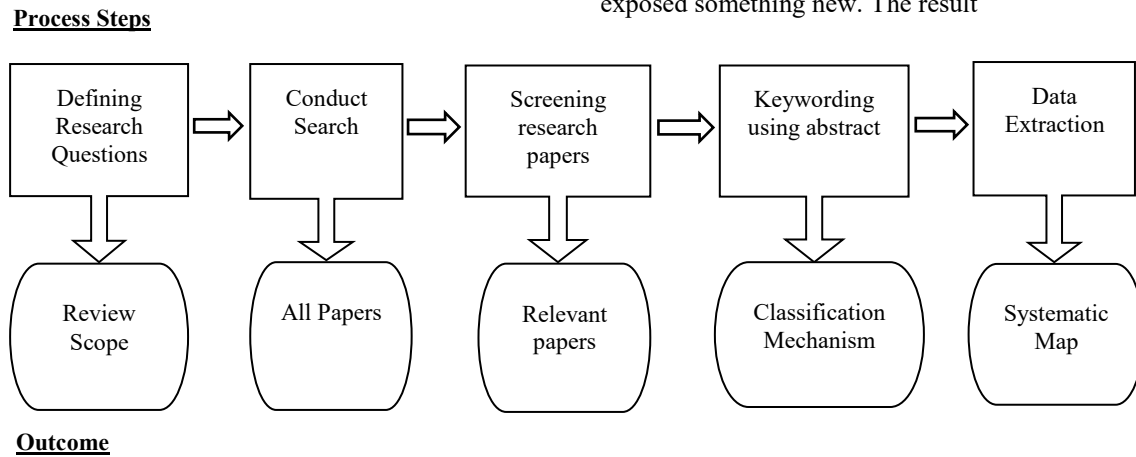 exposed something new. The result
Process Steps
Defining
Research
Questions
Conduct
Search
Screening
research
papers
Keywording
using abstract
Data
Extraction
Review
Scope
All Papers
Relevant
papers
Classification
Mechanism
Systematic
Map
Outcome